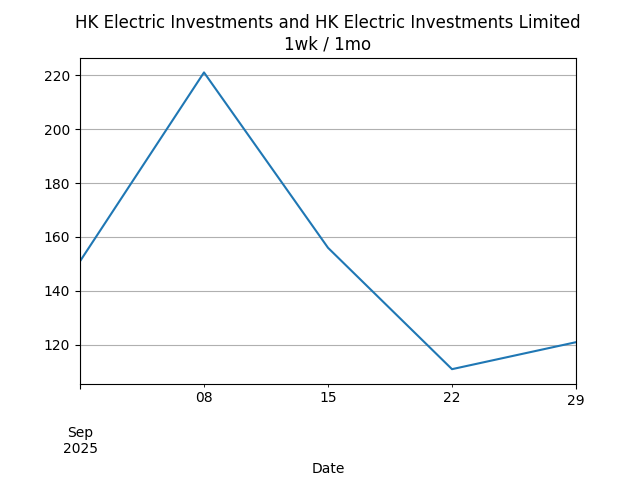 HK Electric Investments and HK Electric Investments Limited
1wk / 1mo
220
200
180
160
140
120
08
15
22
29
Sep
2025
Date